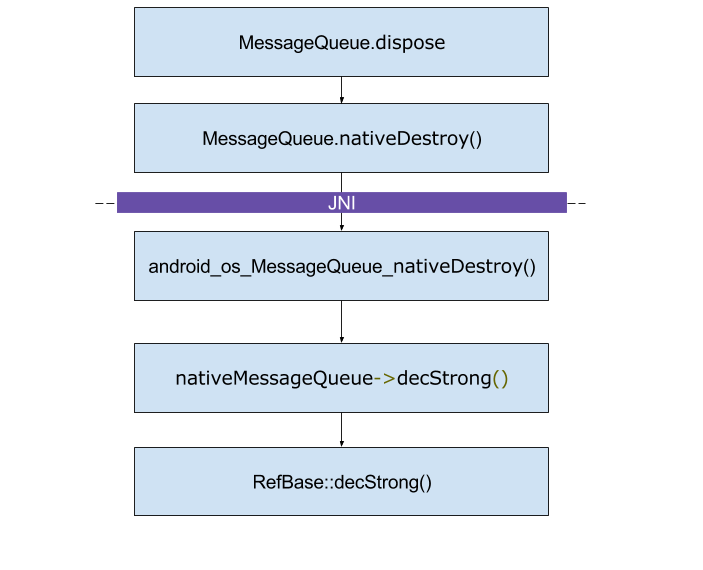 MessageQueue.dispose
MessageQueue.nativeDestroy()
JNI
android_os_MessageQueue_nativeDestroy()
nativeMessageQueue->decStrong()
RefBase::decStrong()